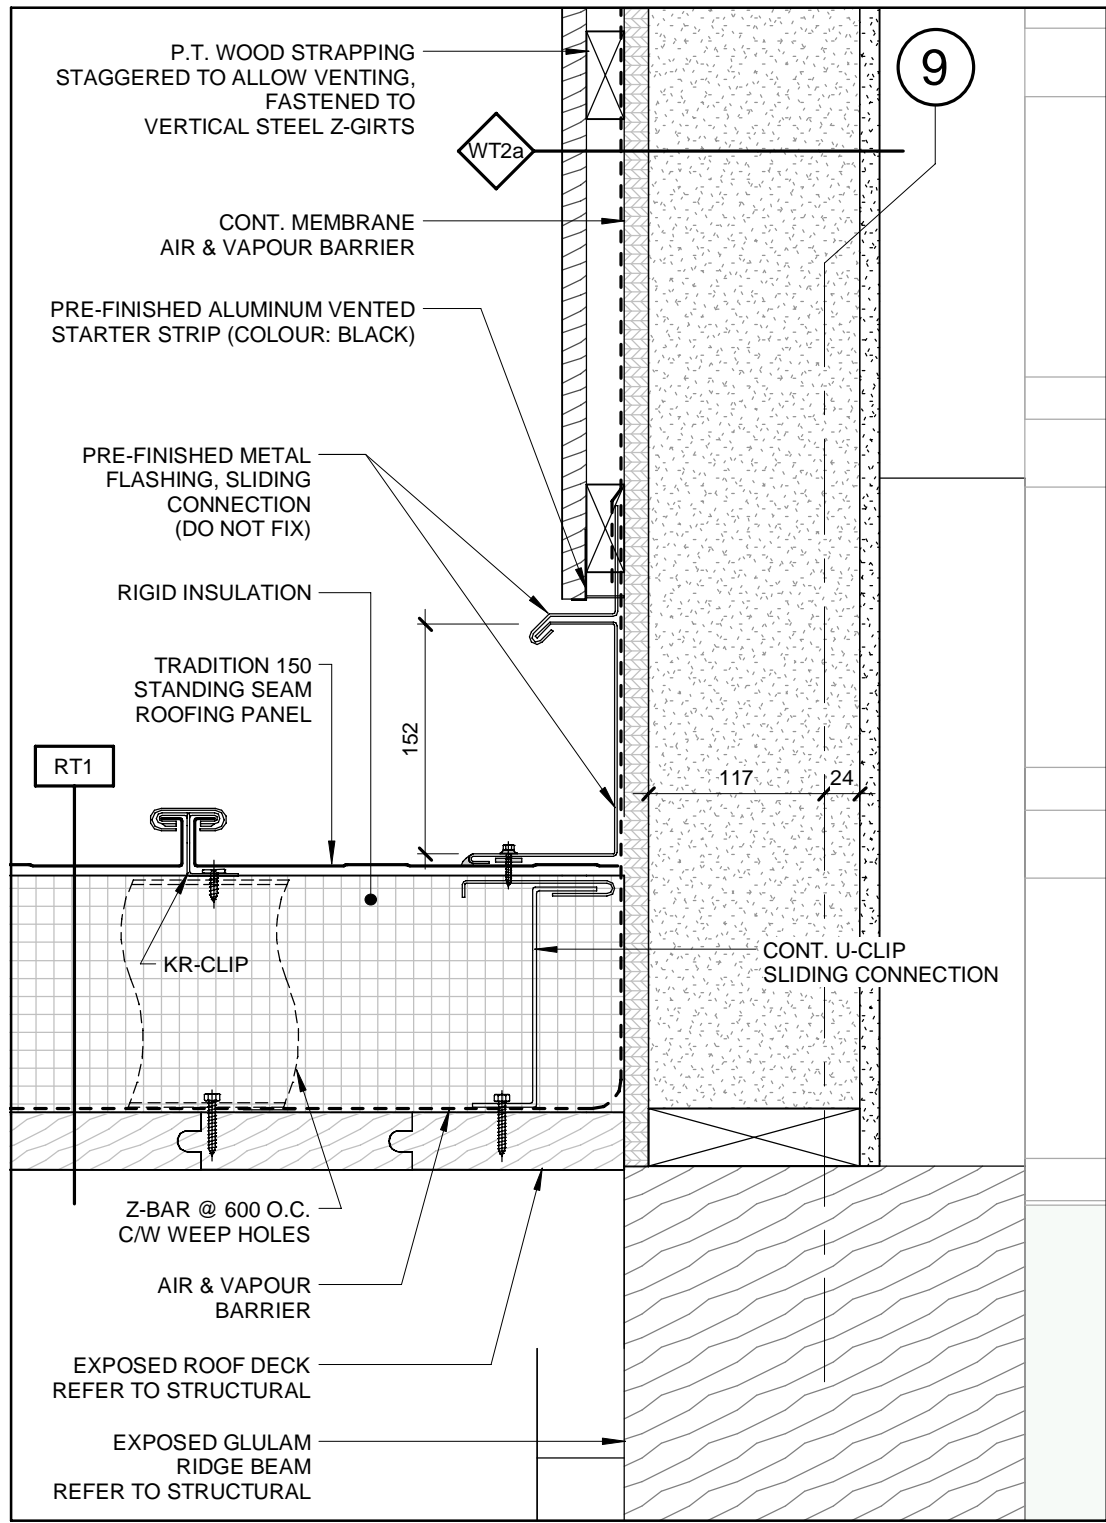 P.T. WOOD STRAPPING
STAGGERED TO ALLOW VENTING,
FASTENED TO
VERTICAL STEEL Z-GIRTS
9
WT2a
CONT. MEMBRANE
AIR & VAPOUR BARRIER
PRE-FINISHED ALUMINUM VENTED
STARTER STRIP (COLOUR: BLACK)
PRE-FINISHED METAL
FLASHING, SLIDING
CONNECTION
(DO NOT FIX)
RIGID INSULATION
TRADITION 150
STANDING SEAM
ROOFING PANEL
152
RT1
117
24
KR-CLIP
CONT. U-CLIP
SLIDING CONNECTION
Z-BAR @ 600 O.C.
C/W WEEP HOLES
AIR & VAPOUR
BARRIER
EXPOSED ROOF DECK
REFER TO STRUCTURAL
EXPOSED GLULAM
RIDGE BEAM
REFER TO STRUCTURAL